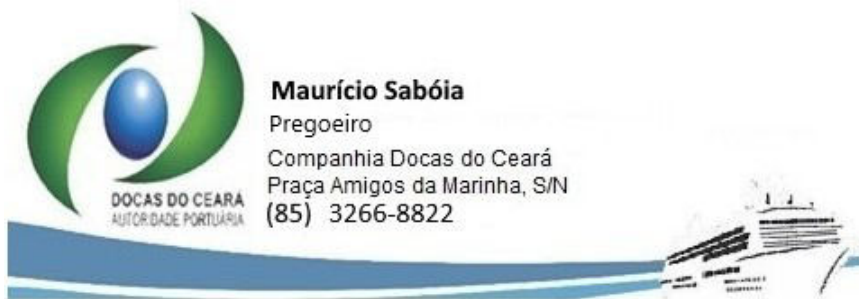 Maurício Sabóia
Pregoeiro
Companhia Docas do Ceará
Praça Amigos da Marinha, S/N
(85) 3266-8822
DOCAS DO CEARÁ
AUTORIDADE PORTUÁRIA